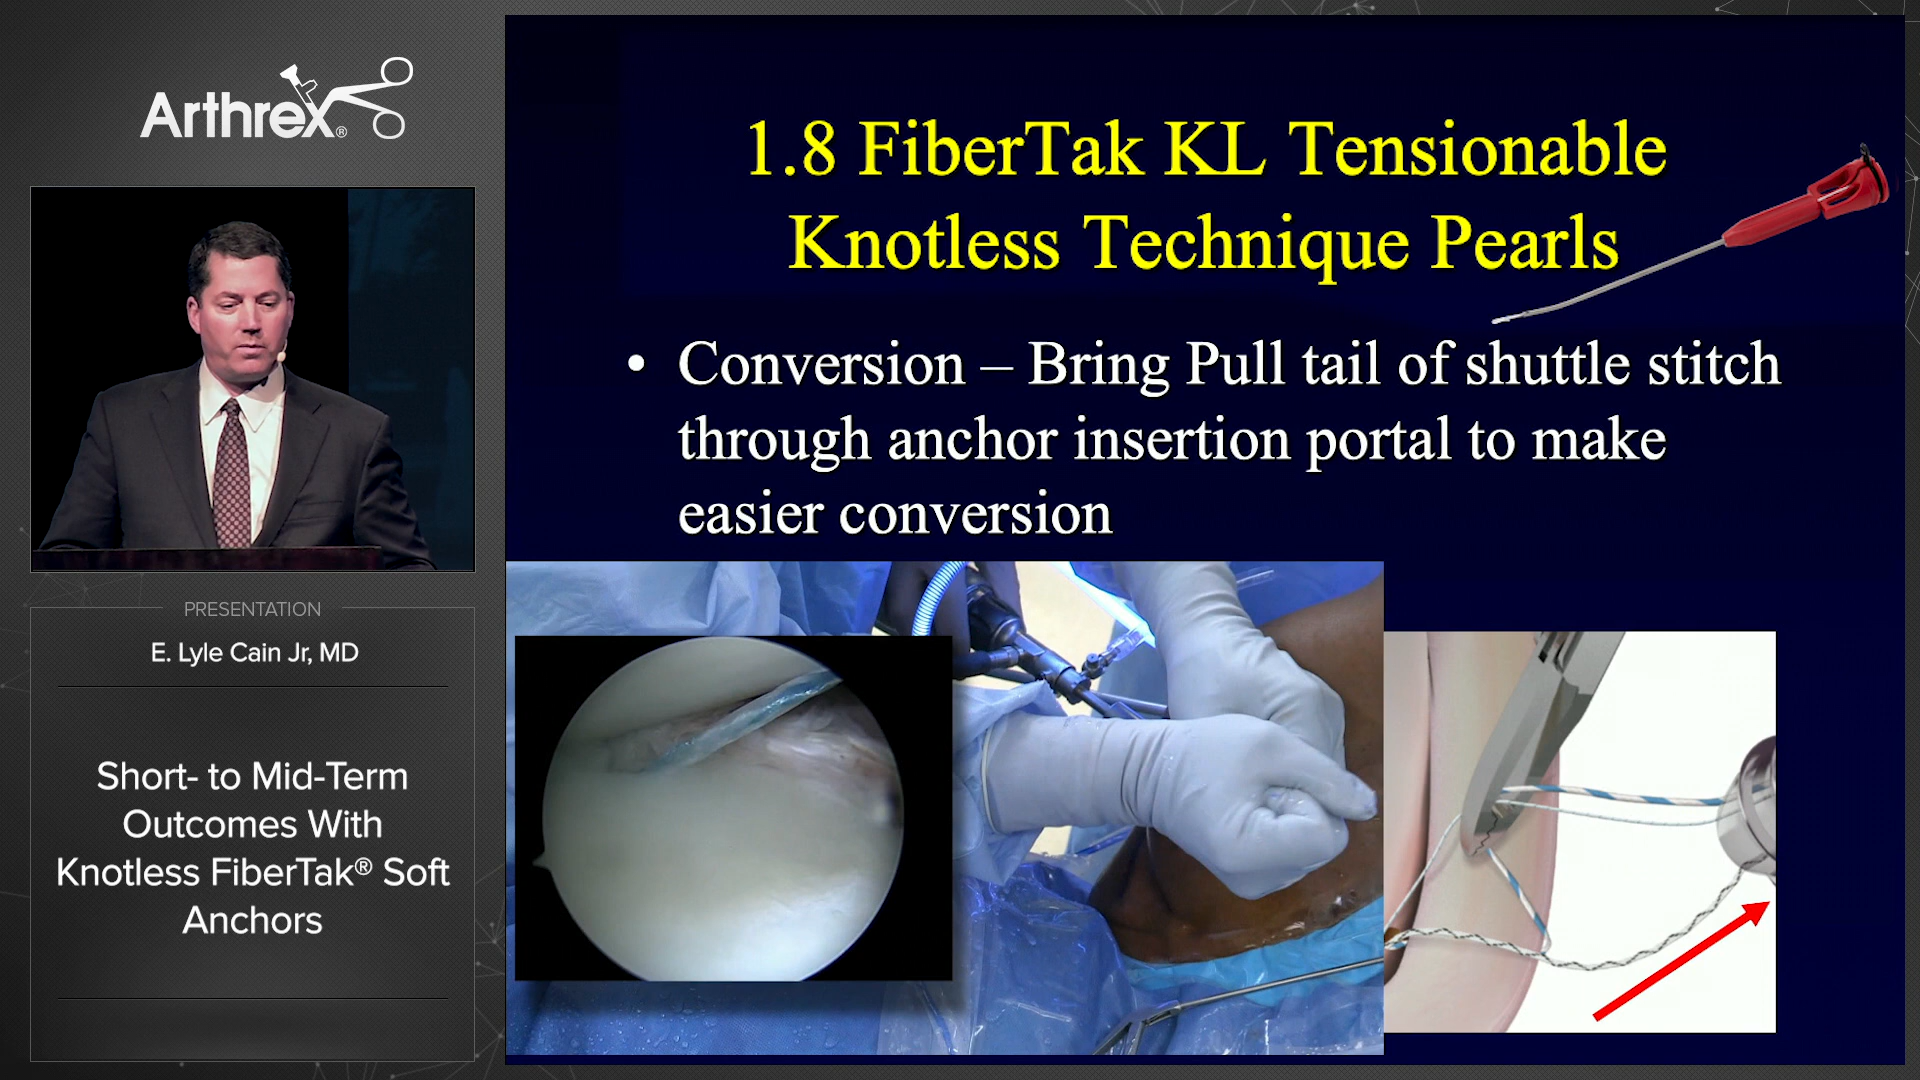 Arthrex®
PRESENTATION
E. Lyle Cain Jr, MD
Short- to Mid-Term
Outcomes With
Knotless FiberTak® Soft
Anchors
1.8 FiberTak KL Tensionable
Knotless Technique Pearls
• Conversion – Bring Pull tail of shuttle stitch
through anchor insertion portal to make
easier conversion